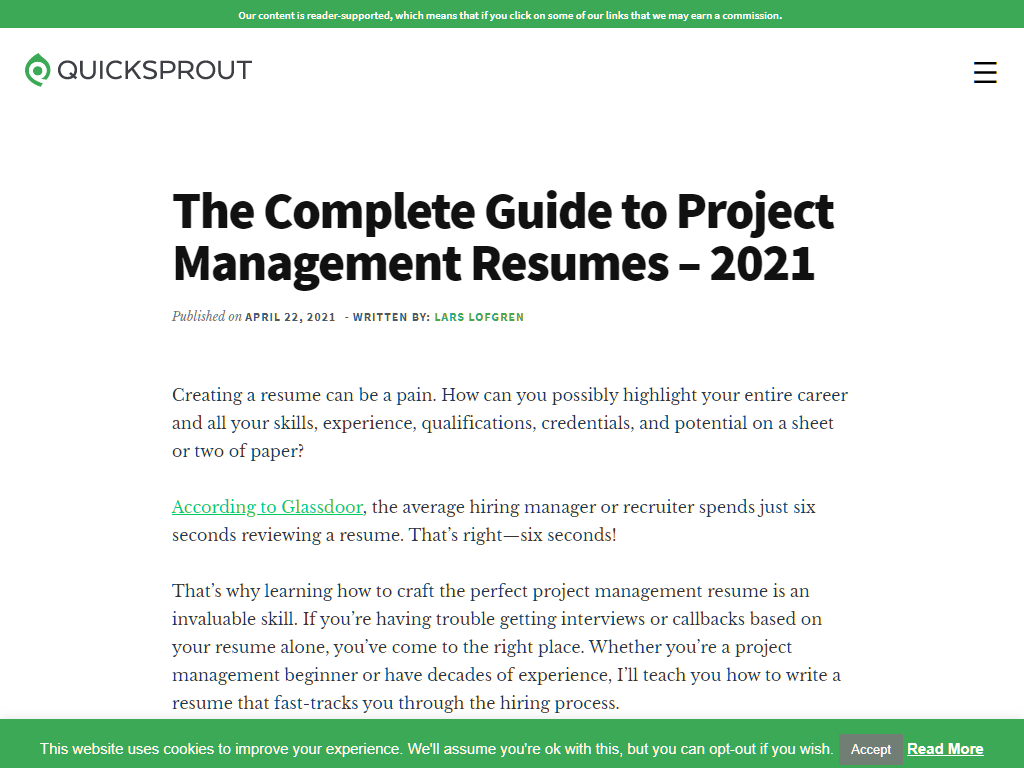 Our content is reader-supported, which means that if you click on some of our links that we may earn a commission.
QUICKSPROUT
The Complete Guide to Project
Management Resumes – 2021
Published on APRIL 22, 2021 - WRITTEN BY: LARS LOFGREN
Creating a resume can be a pain. How can you possibly highlight your entire career
and all your skills, experience, qualifications, credentials, and potential on a sheet
or two of paper?
According to Glassdoor, the average hiring manager or recruiter spends just six
seconds reviewing a resume. That’s right—six seconds!
That’s why learning how to craft the perfect project management resume is an
invaluable skill. If you’re having trouble getting interviews or callbacks based on
your resume alone, you’ve come to the right place. Whether you’re a project
management beginner or have decades of experience, I’ll teach you how to write a
resume that fast-tracks you through the hiring process.
This website uses cookies to improve your experience. We'll assume you're ok with this, but you can opt-out if you wish. Accept Read More